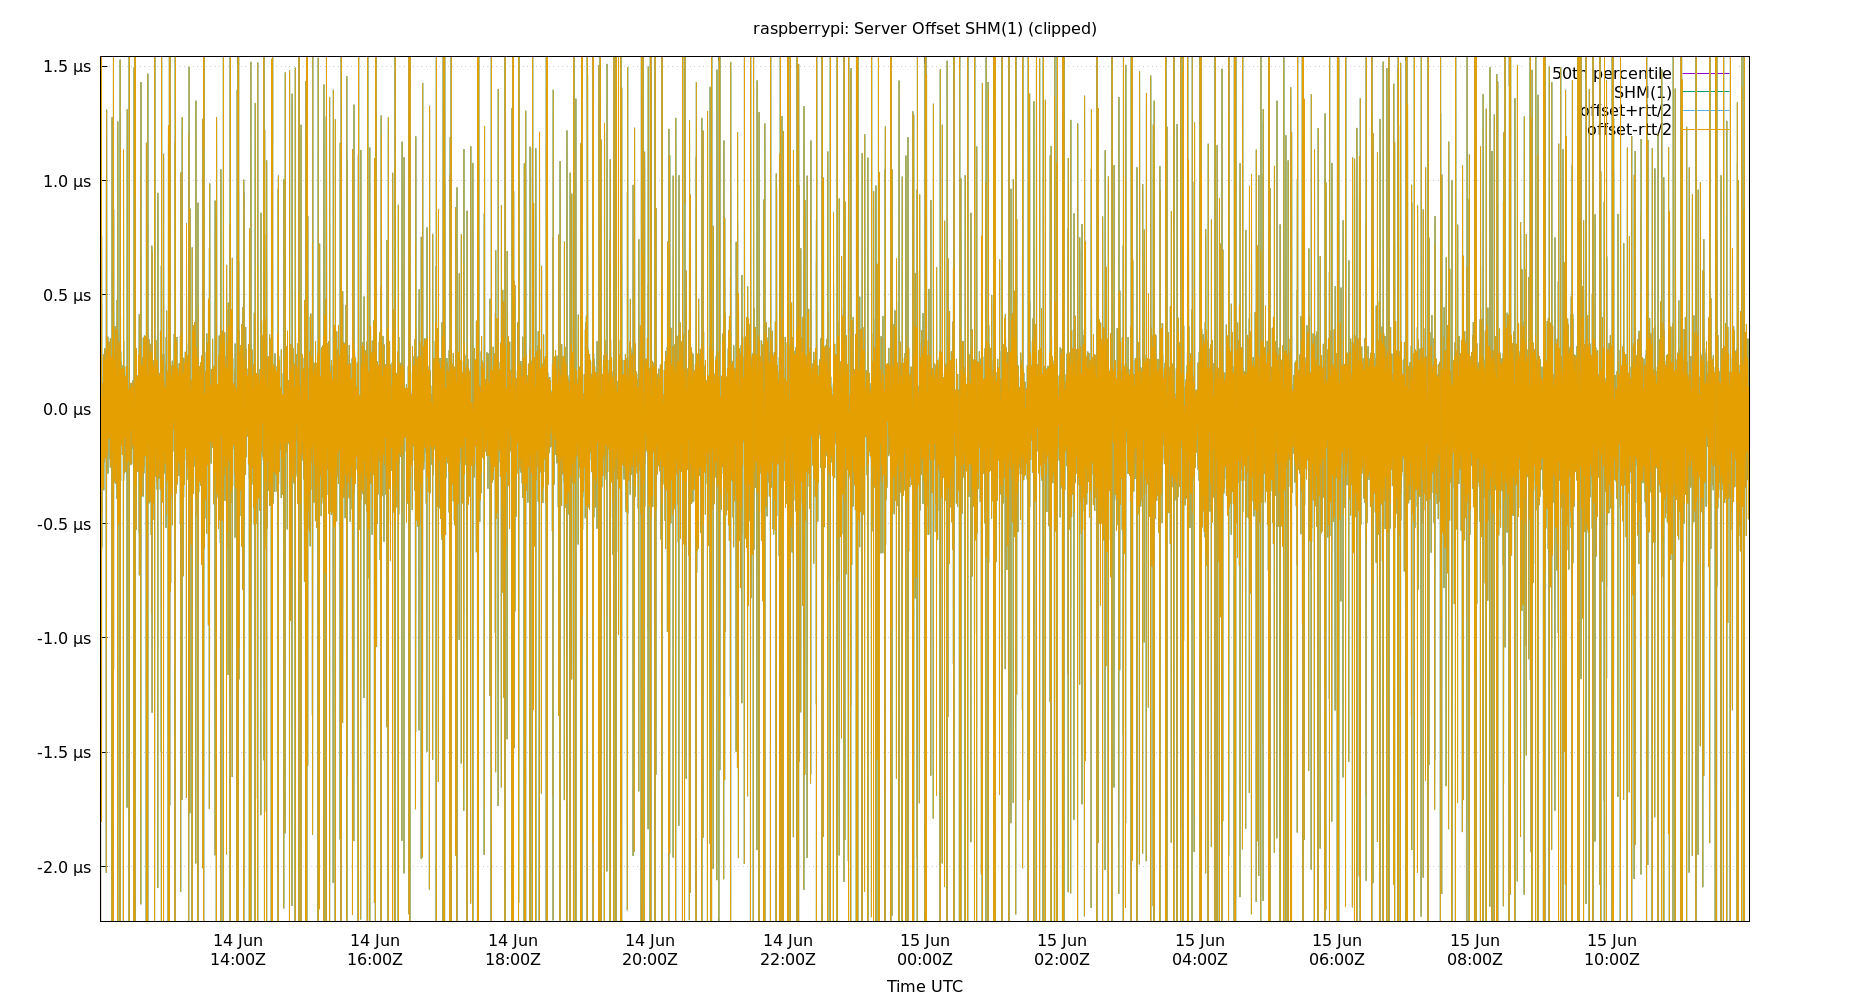 raspberrypi: Server Offset SHM(1) (clipped)
1.5 μs
1.0 μs
0.5 μs
0.0 μs
-0.5 μs
-1.0 μs
-1.5 μs
-2.0 μs
50th percentile
SHM(1)
offset+rtt/2
offset-rtt/2
14 Jun 14 Jun 14 Jun 14 Jun 14 Jun 15 Jun 15 Jun 15 Jun 15 Jun 15 Jun 15 Jun
14:00Z 16:00Z 18:00Z 20:00Z 22:00Z 00:00Z 02:00Z 04:00Z 06:00Z 08:00Z 10:00Z
Time UTC